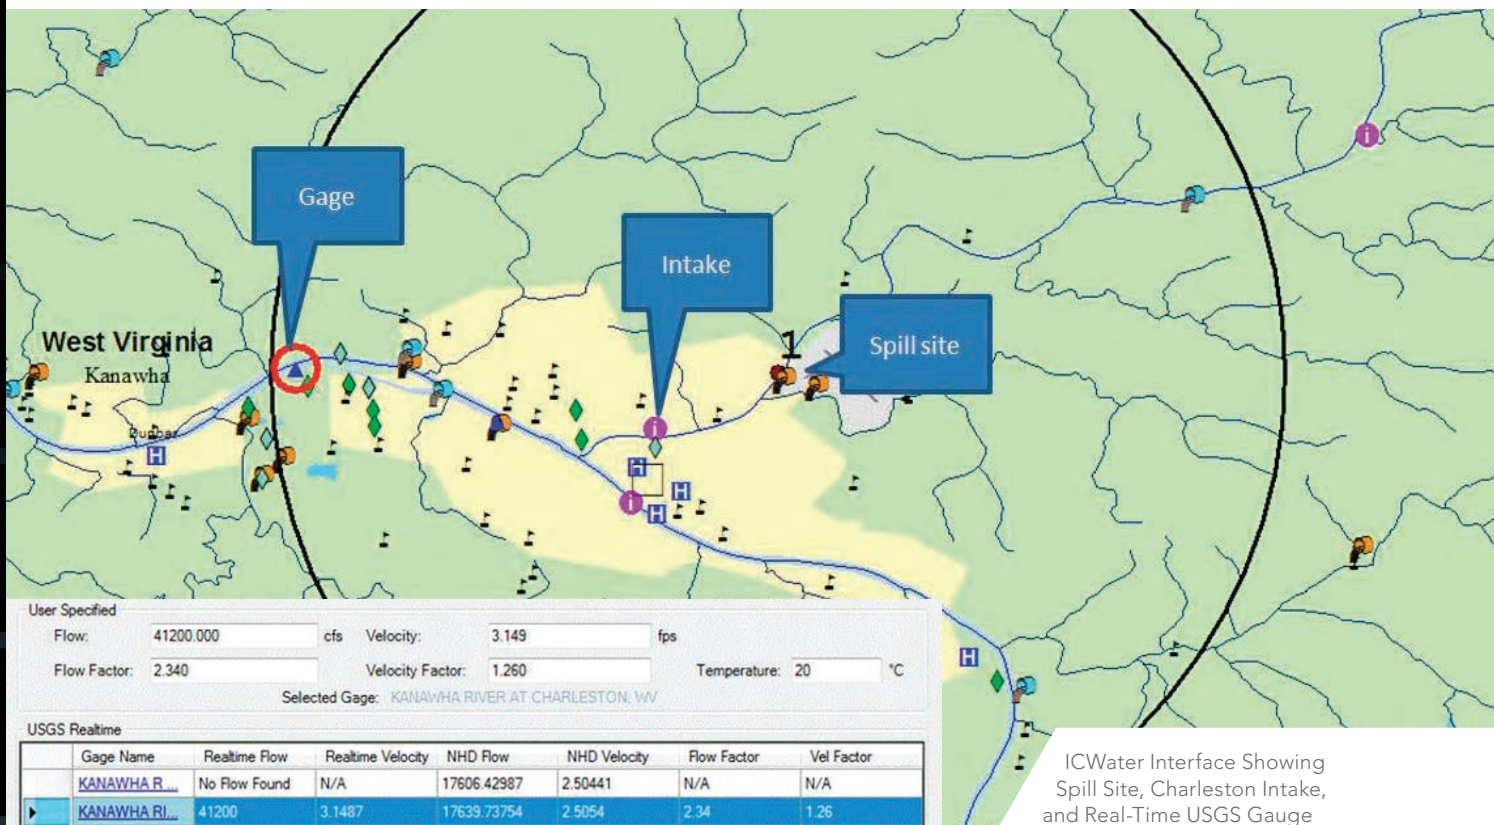 Gage
Intake
1
Spill site
West Virginia
Kanawha
Dunbar
i
i
i
H
H
H
H
H
User Specified
Flow: 41200.000 cfs Velocity: 3.149 fps
Flow Factor: 2.340 Velocity Factor: 1.260 Temperature: 20 °C
Selected Gage: KANAWHA RIVER AT CHARLESTON, WV
USGS Realtime
Gage Name Realtime Flow Realtime Velocity NHD Flow NHD Velocity Flow Factor Vel Factor
KANAWHA R ... No Flow Found N/A 17606.42987 2.50441 N/A N/A
KANAWHA RI... 41200 3.1487 17639.73754 2.5054 2.34 1.26
ICWater Interface Showing
Spill Site, Charleston Intake,
and Real-Time USGS Gauge